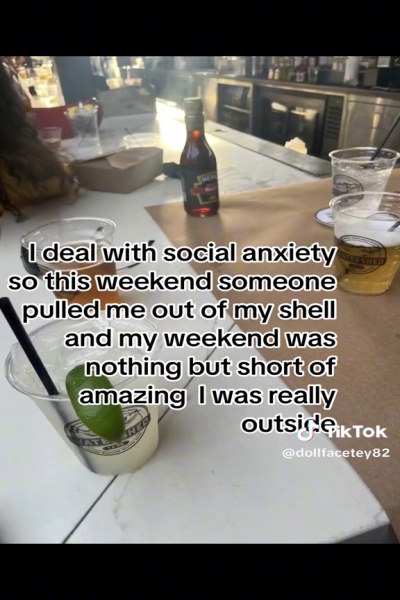 I deal with social anxiety
so this weekend someone
pulled me out of my shell
and my weekend was
nothing but short of
amazing I was really
outside
TikTok
@dollfacetey82
WATERSHED